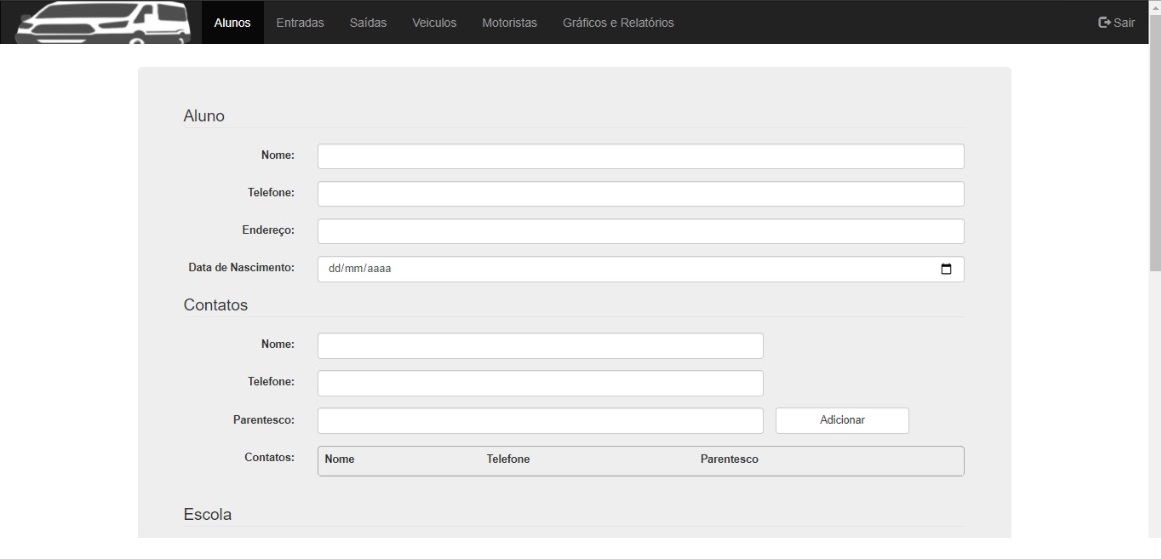 Alunos Entradas Saídas Veiculos Motoristas Gráficos e Relatórios Sair
Aluno
Nome:
Telefone:
Endereço:
Data de Nascimento: dd/mm/aaaa
Contatos
Nome:
Telefone:
Parentesco: Adicionar
Contatos: Nome Telefone Parentesco
Escola